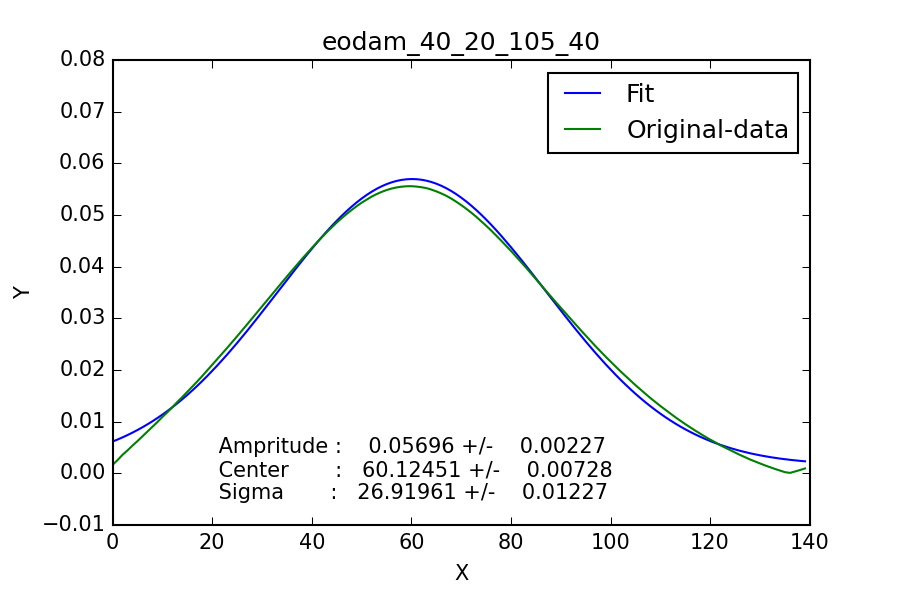 eodam_40_20_105_40
0.08
0.07
0.06
0.05
0.04
0.03
0.02
0.01
0.00
−0.01
Y
Fit
Original-data
Ampritude : 0.05696 +/- 0.00227
Center : 60.12451 +/- 0.00728
Sigma : 26.91961 +/- 0.01227
0 20 40 60 80 100 120 140
X